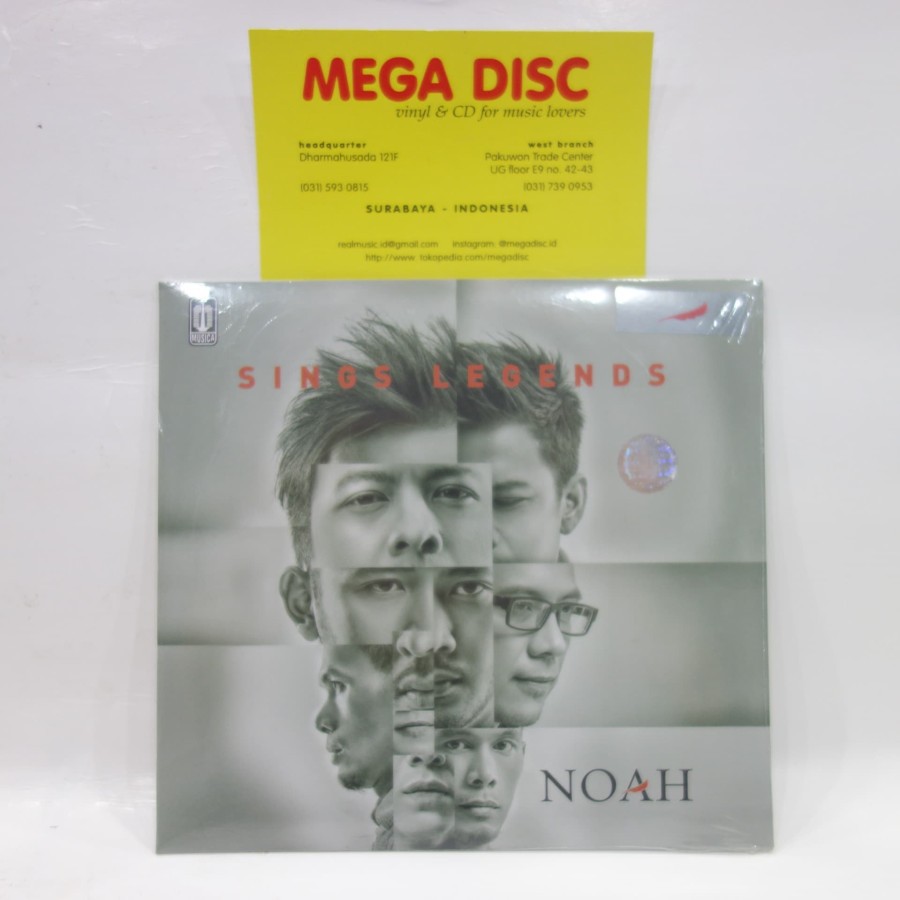 MEGA DISC
vinyl & CD for music lovers
headquarter
Dharmahusada 121F
(031) 593 0815
west branch
Pakuwon Trade Center
UG floor E9 no. 42-43
(031) 739 0953
SURABAYA - INDONESIA
realmusic.id@gmail.com instagram: @megadisc.id
http://www. tokopedia.com/megadisc
MUSICA
SINGS LEGENDS
NOAH